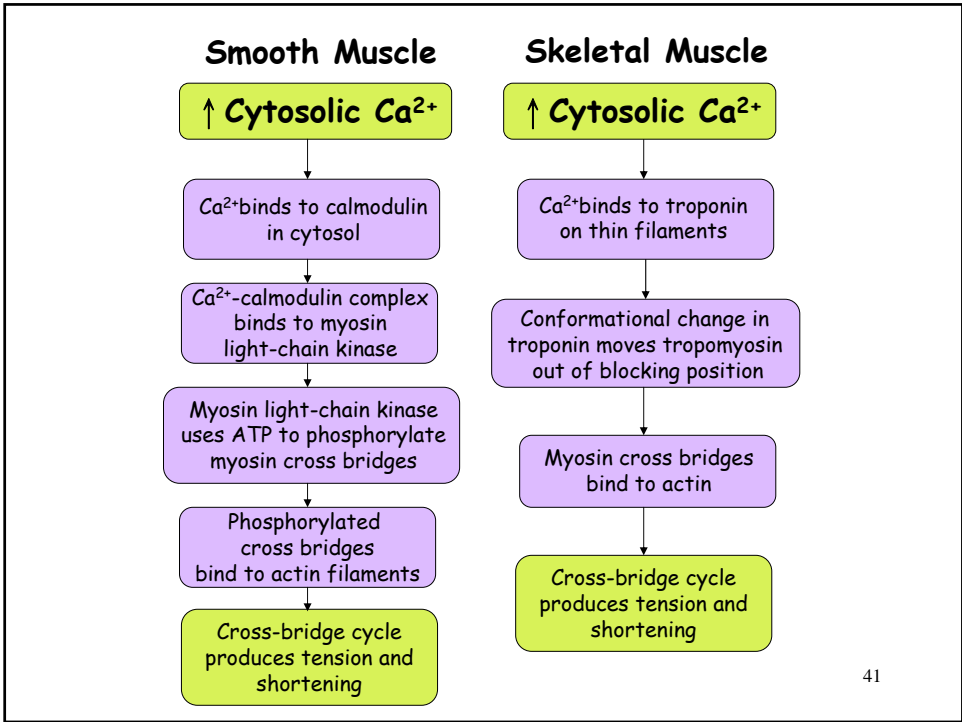 Smooth Muscle
↑ Cytosolic Ca²⁺
Ca²⁺binds to calmodulin
in cytosol
Ca²⁺-calmodulin complex
binds to myosin
light-chain kinase
Myosin light-chain kinase
uses ATP to phosphorylate
myosin cross bridges
Phosphorylated
cross bridges
bind to actin filaments
Cross-bridge cycle
produces tension and
shortening
Skeletal Muscle
↑ Cytosolic Ca²⁺
Ca²⁺binds to troponin
on thin filaments
Conformational change in
troponin moves tropomyosin
out of blocking position
Myosin cross bridges
bind to actin
Cross-bridge cycle
produces tension and
shortening
41